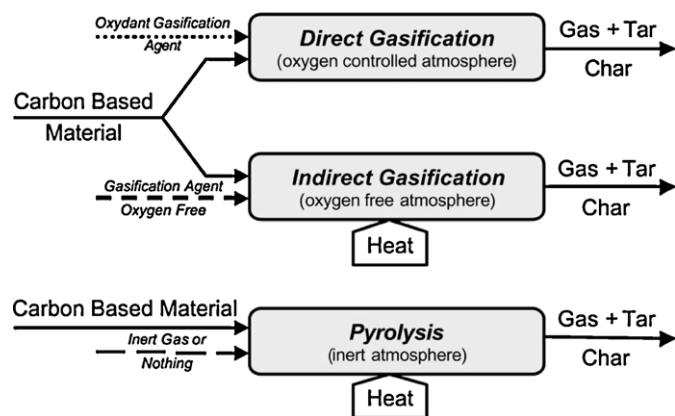 Oxydant Gasification
Agent
Direct Gasification
(oxygen controlled atmosphere)
Gas + Tar
Char
Carbon Based
Material
Gasification Agent
Oxygen Free
Indirect Gasification
(oxygen free atmosphere)
Gas + Tar
Char
Heat
Carbon Based Material
Inert Gas or
Nothing
Pyrolysis
(inert atmosphere)
Gas + Tar
Char
Heat